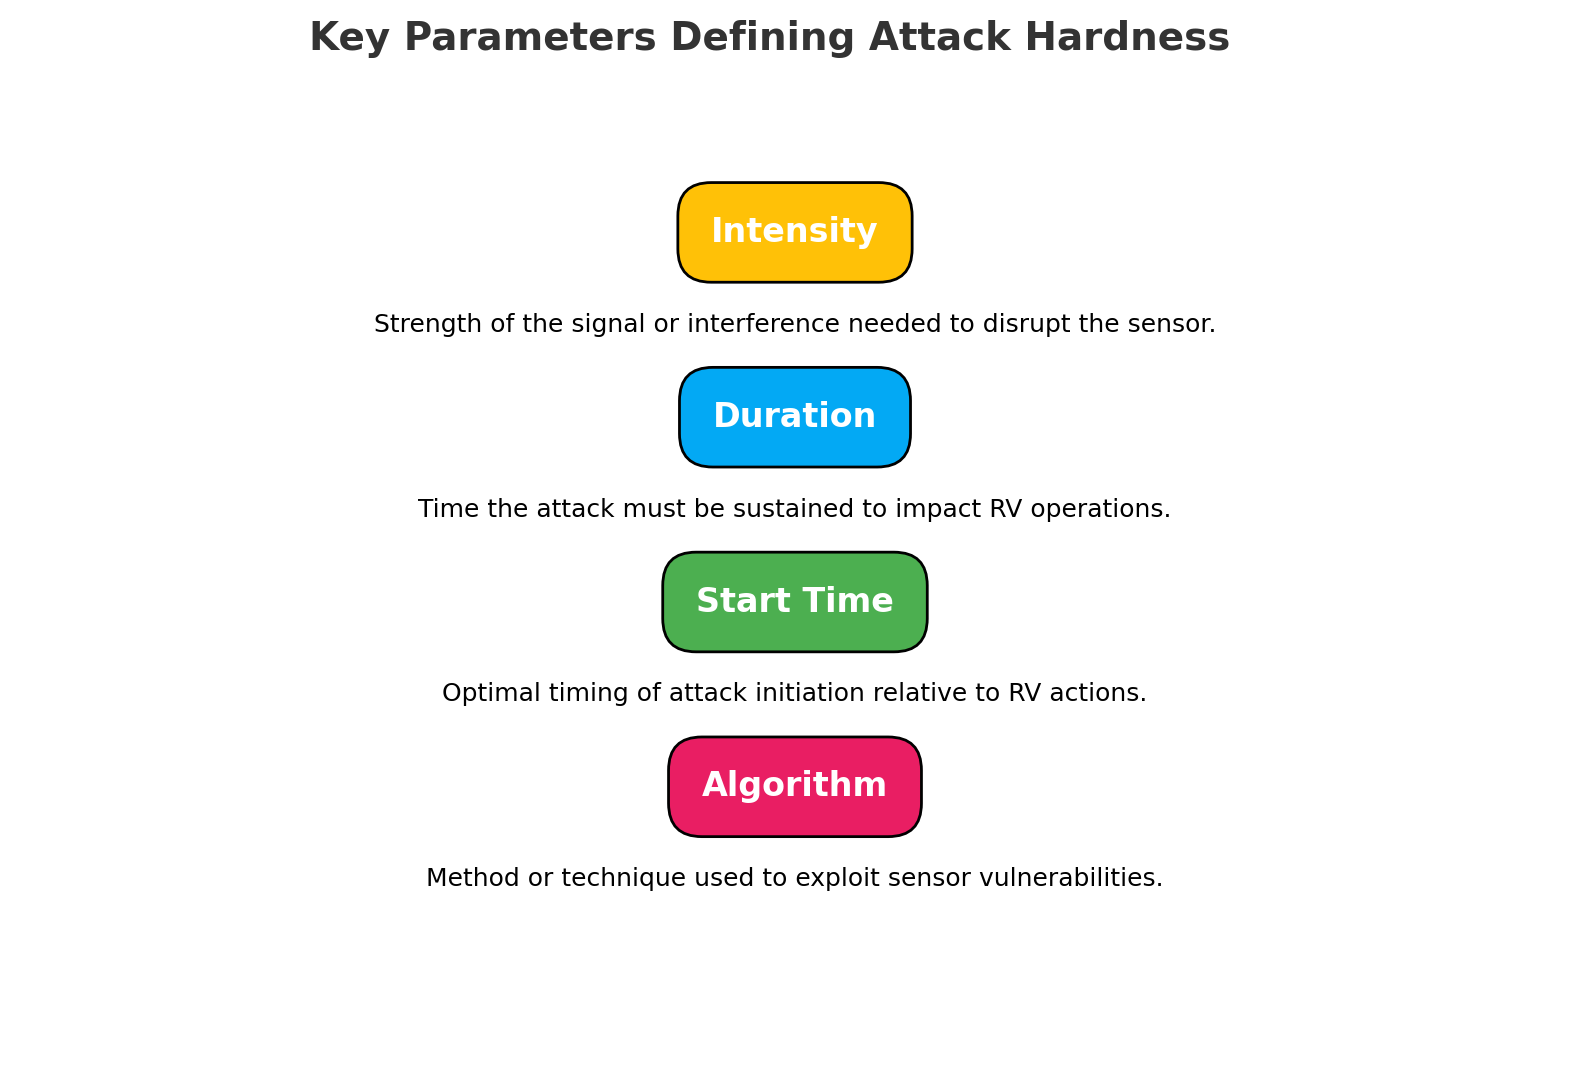 Key Parameters Defining Attack Hardness
Intensity
Strength of the signal or interference needed to disrupt the sensor.
Duration
Time the attack must be sustained to impact RV operations.
Start Time
Optimal timing of attack initiation relative to RV actions.
Algorithm
Method or technique used to exploit sensor vulnerabilities.